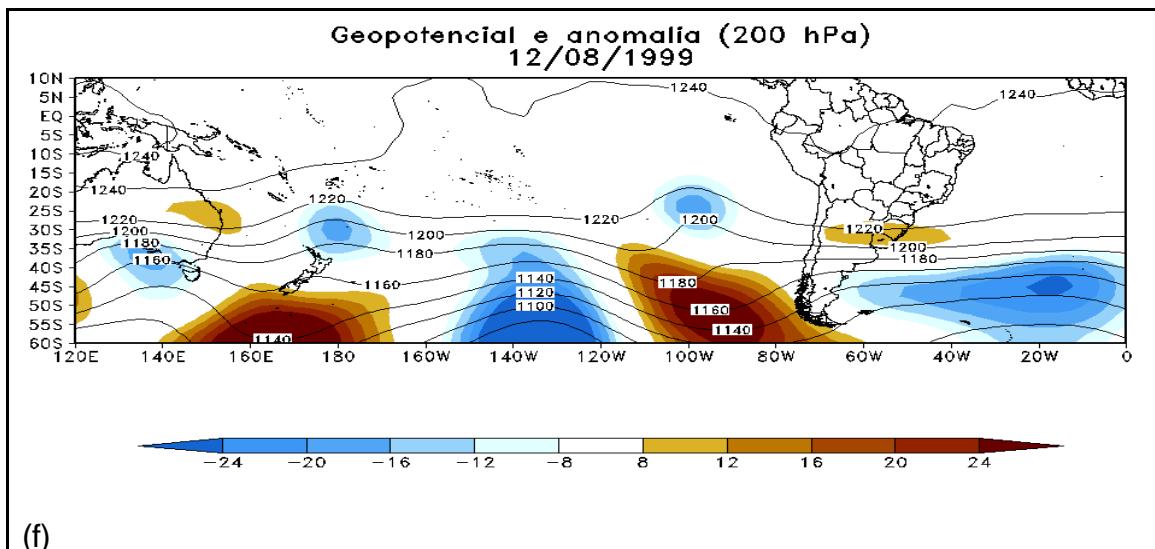 Geopotencial e anomalia (200 hPa)
12/08/1999
10N
5N
EQ
5S
10S
15S
20S
25S
30S
35S
40S
45S
50S
55S
60S
1240
1240
1240
1240
1220
1220
1220
1200
1220
1200
1180
1160
1200
1180
1160
1140
1140
1120
1100
1180
1160
1140
1220
1200
1180
120E 140E 160E 180 160W 140W 120W 100W 80W 60W 40W 20W 0
-24 -20 -16 -12 -8 8 12 16 20 24
(f)